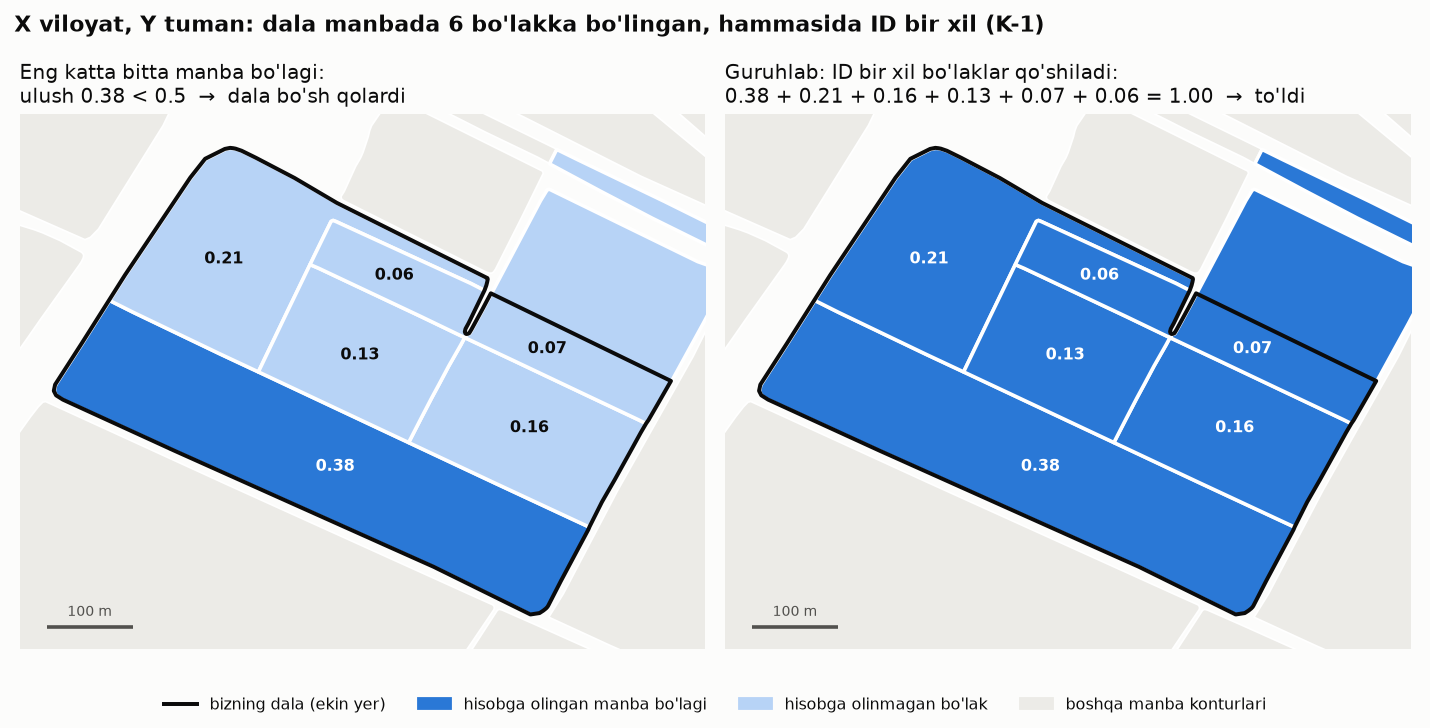 X viloyat, Y tuman: dala manbada 6 bo'lakka bo'lingan, hammasida ID bir xil (K-1)
Eng katta bitta manba bo'lagi:
ulush 0.38 < 0.5 → dala bo'sh qolardi
0.21
0.06
0.13
0.07
0.16
0.38
100 m
Guruhlab: ID bir xil bo'laklar qo'shiladi:
0.38 + 0.21 + 0.16 + 0.13 + 0.07 + 0.06 = 1.00 → to'ldi
0.21
0.06
0.13
0.07
0.16
0.38
100 m
bizning dala (ekin yer)
hisobga olingan manba bo'lagi
hisobga olinmagan bo'lak
boshqa manba konturlari